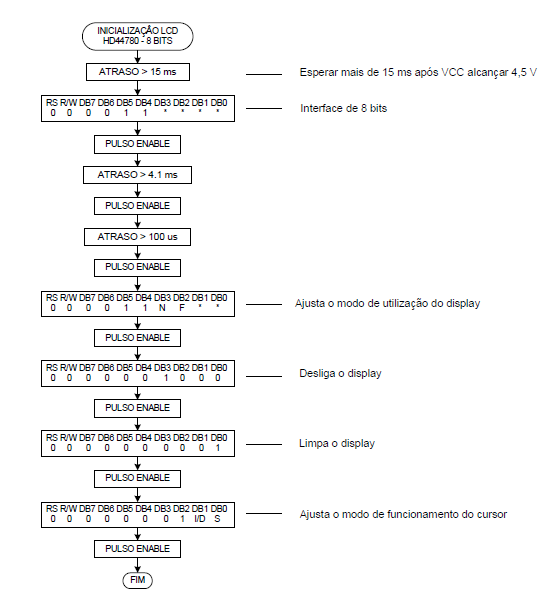 INICIALIZAÇÂO LCD
HD44780 - 8 BITS
ATRASO > 15 ms
Esperar mais de 15 ms após VCC alcançar 4,5 V
RS R/W DB7 DB6 DB5 DB4 DB3 DB2 DB1 DB0
0 0 0 0 1 1 * * * *
Interface de 8 bits
PULSO ENABLE
ATRASO > 4.1 ms
PULSO ENABLE
ATRASO > 100 us
PULSO ENABLE
RS R/W DB7 DB6 DB5 DB4 DB3 DB2 DB1 DB0
0 0 0 0 1 1 N F * *
Ajusta o modo de utilização do display
PULSO ENABLE
RS R/W DB7 DB6 DB5 DB4 DB3 DB2 DB1 DB0
0 0 0 0 0 0 1 0 0 0
Desliga o display
PULSO ENABLE
RS R/W DB7 DB6 DB5 DB4 DB3 DB2 DB1 DB0
0 0 0 0 0 0 0 0 0 1
Limpa o display
PULSO ENABLE
RS R/W DB7 DB6 DB5 DB4 DB3 DB2 DB1 DB0
0 0 0 0 0 0 0 1 I/D S
Ajusta o modo de funcionamento do cursor
PULSO ENABLE
FIM